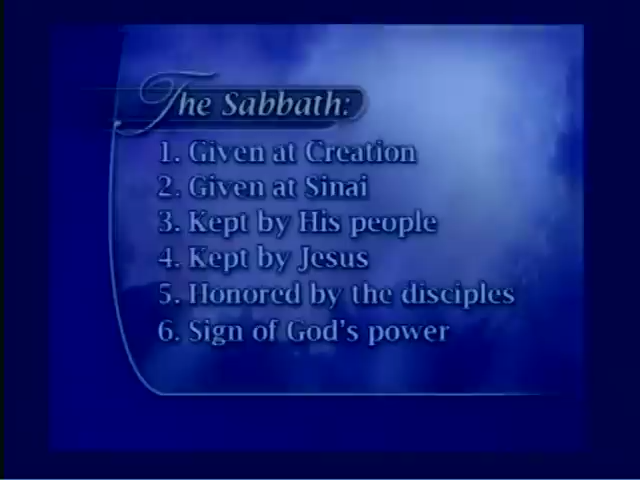 The Sabbath:
1. Given at Creation
2. Given at Sinai
3. Kept by His people
4. Kept by Jesus
5. Honored by the disciples
6. Sign of God's power